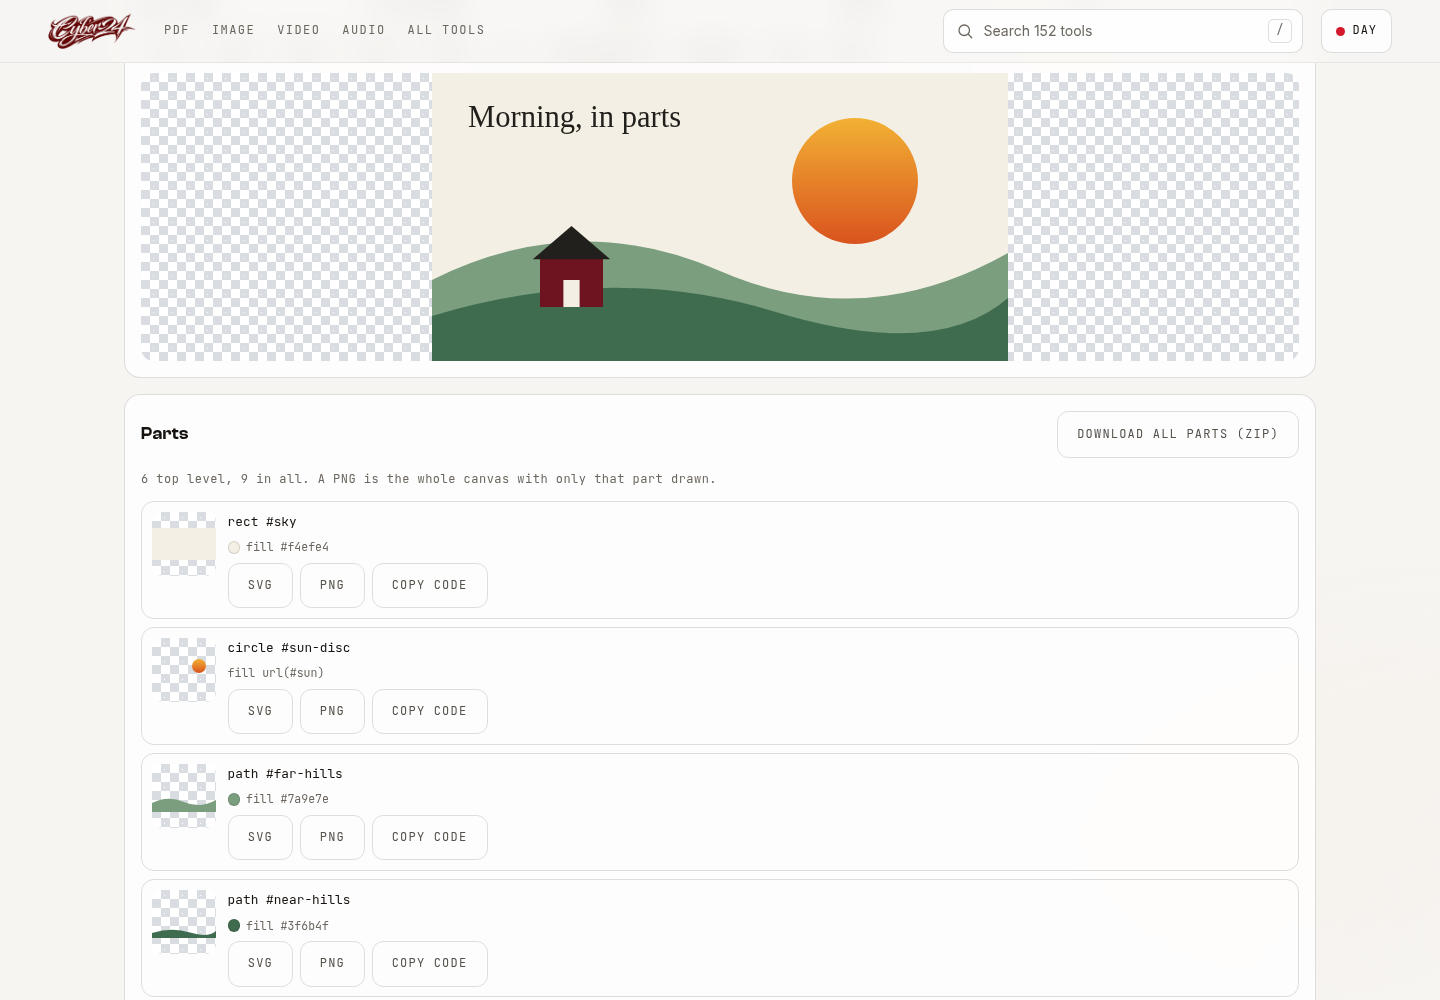 Cyber24
PDF IMAGE VIDEO AUDIO ALL TOOLS
Search 152 tools /
DAY
Morning, in parts
Parts
DOWNLOAD ALL PARTS (ZIP)
6 top level, 9 in all. A PNG is the whole canvas with only that part drawn.
rect #sky
fill #f4efe4
SVG PNG COPY CODE
circle #sun-disc
fill url(#sun)
SVG PNG COPY CODE
path #far-hills
fill #7a9e7e
SVG PNG COPY CODE
path #near-hills
fill #3f6b4f
SVG PNG COPY CODE